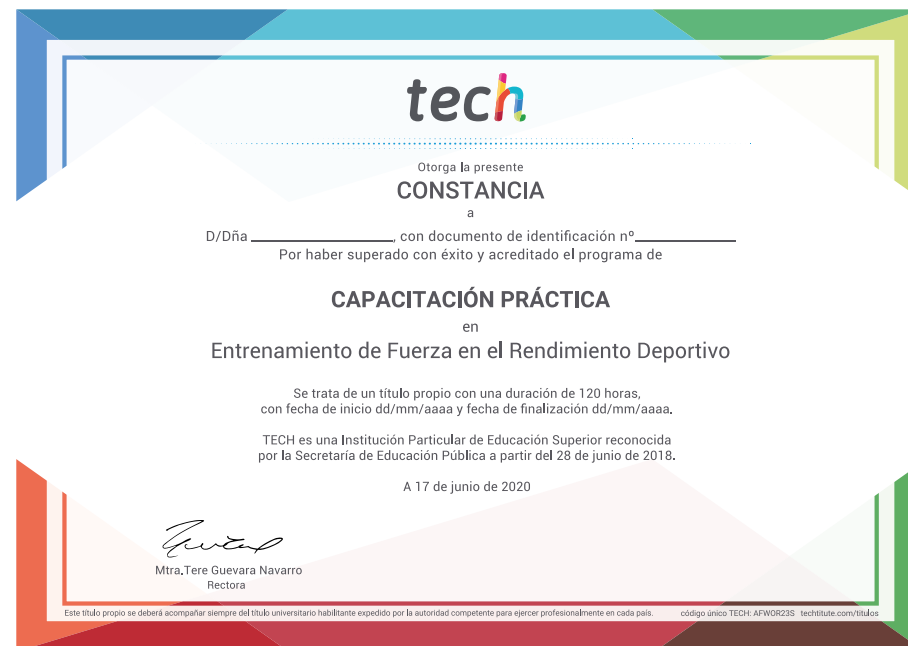 tech
Otorga la presente
CONSTANCIA
a
D/Dña ________________, con documento de identificación nº____________
Por haber superado con éxito y acreditado el programa de
CAPACITACIÓN PRÁCTICA
en
Entrenamiento de Fuerza en el Rendimiento Deportivo
Se trata de un título propio con una duración de 120 horas,
con fecha de inicio dd/mm/aaaa y fecha de finalización dd/mm/aaaa.
TECH es una Institución Particular de Educación Superior reconocida
por la Secretaría de Educación Pública a partir del 28 de junio de 2018.
A 17 de junio de 2020
Mtra.Tere Guevara Navarro
Rectora
Este título propio se deberá acompañar siempre del título universitario habilitante expedido por la autoridad competente para ejercer profesionalmente en cada país. código único TECH: AFWOR23S techtitute.com/titulos